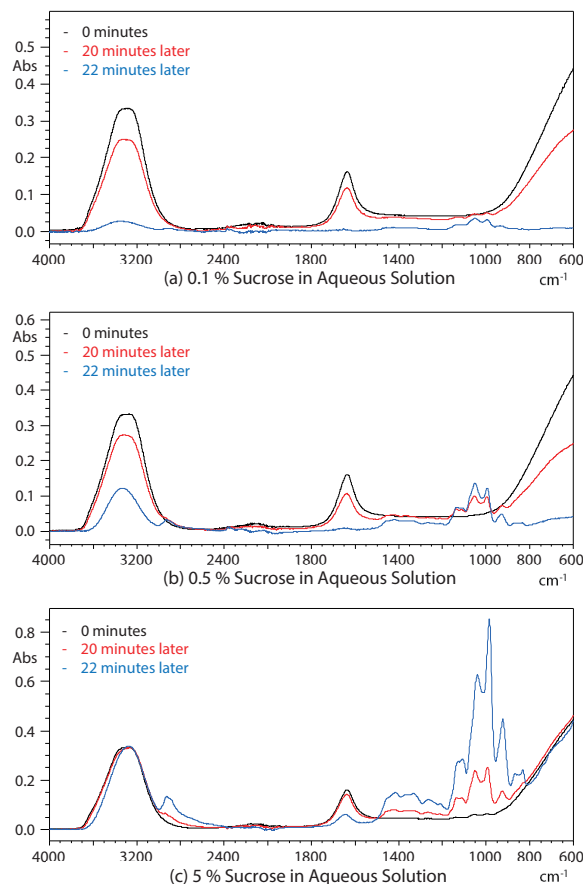 0.5
Abs
0.4
0.3
0.2
0.1
0.0
- 0 minutes
- 20 minutes later
- 22 minutes later
4000 3200 2400 1800 1400 1000 600
(a) 0.1 % Sucrose in Aqueous Solution
cm-1
0.6
Abs
0.5
0.4
0.3
0.2
0.1
0.0
- 0 minutes
- 20 minutes later
- 22 minutes later
4000 3200 2400 1800 1400 1000 600
(b) 0.5 % Sucrose in Aqueous Solution
cm-1
0.8
Abs
0.6
0.4
0.2
0.0
- 0 minutes
- 20 minutes later
- 22 minutes later
4000 3200 2400 1800 1400 1000 600
(c) 5 % Sucrose in Aqueous Solution
cm-1